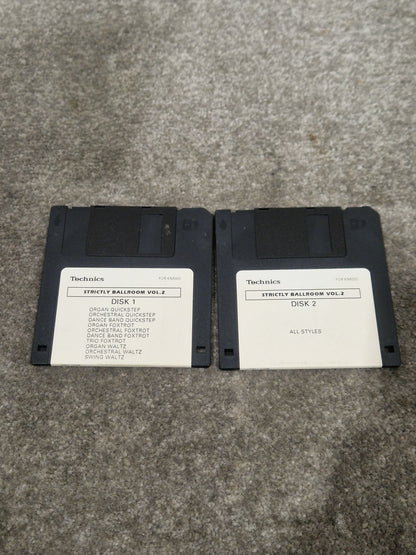 Technics
STRICTLY BALLROOM VOL.2
DISK 1
ORGAN QUICKSTEP
ORCHESTRAL QUICKSTEP
DANCE BAND QUICKSTEP
ORGAN FOXTROT
ORCHESTRAL FOXTROT
DANCE BAND FOXTROT
TRIO FOXTROT
ORGAN WALTZ
ORCHESTRAL WALTZ
SWING WALTZ
Technics
STRICTLY BALLROOM VOL.2
DISK 2
ALL STYLES